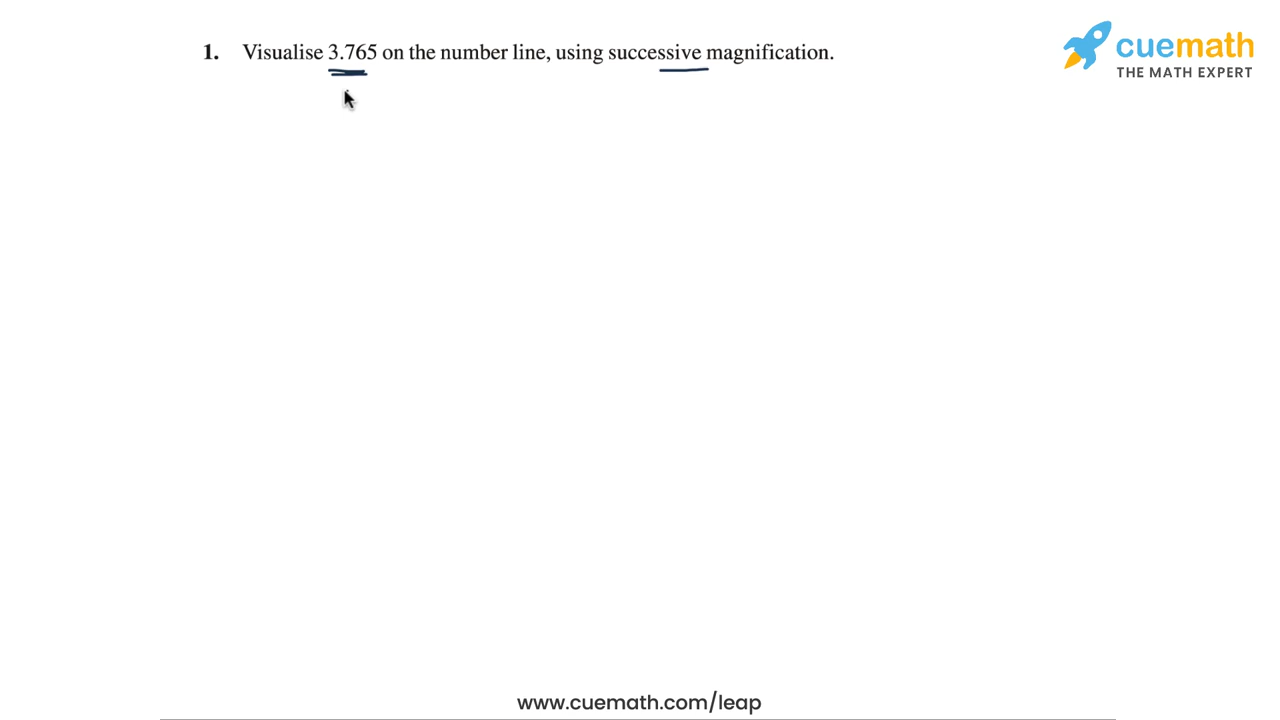 1. Visualise 3.765 on the number line, using successive magnification.
cuemath
THE MATH EXPERT
www.cuemath.com/leap